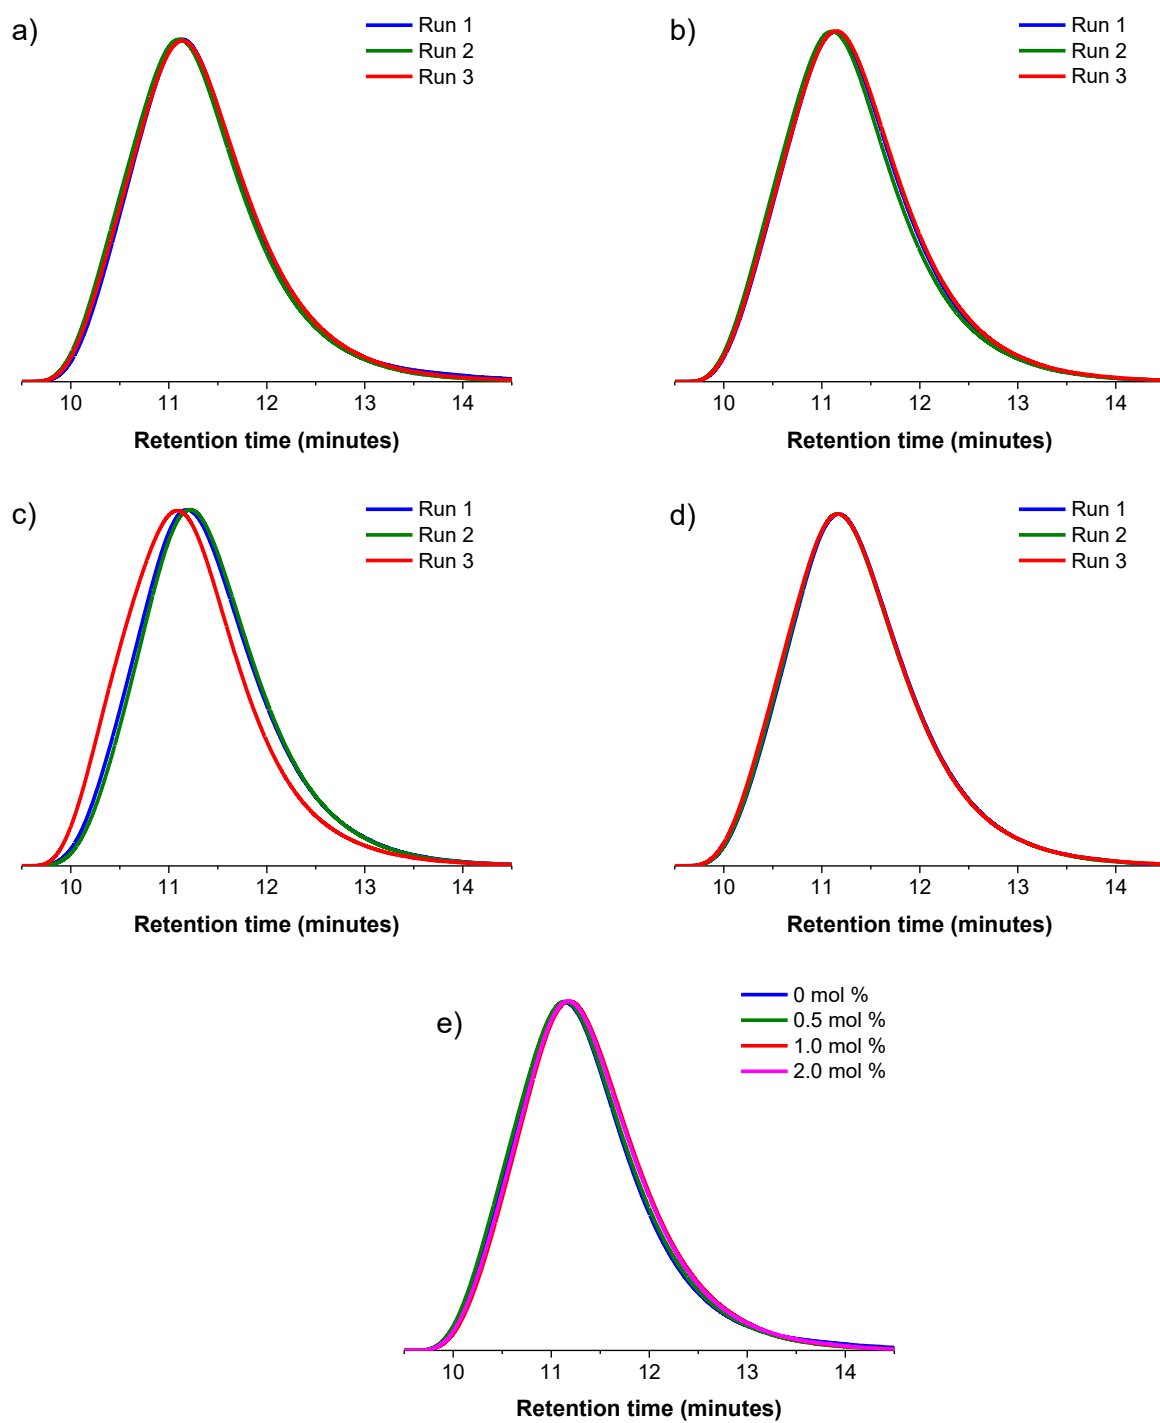 a)
Run 1
Run 2
Run 3
10 11 12 13 14
Retention time (minutes)
b)
Run 1
Run 2
Run 3
10 11 12 13 14
Retention time (minutes)
c)
Run 1
Run 2
Run 3
10 11 12 13 14
Retention time (minutes)
d)
Run 1
Run 2
Run 3
10 11 12 13 14
Retention time (minutes)
e)
0 mol %
0.5 mol %
1.0 mol %
2.0 mol %
10 11 12 13 14
Retention time (minutes)